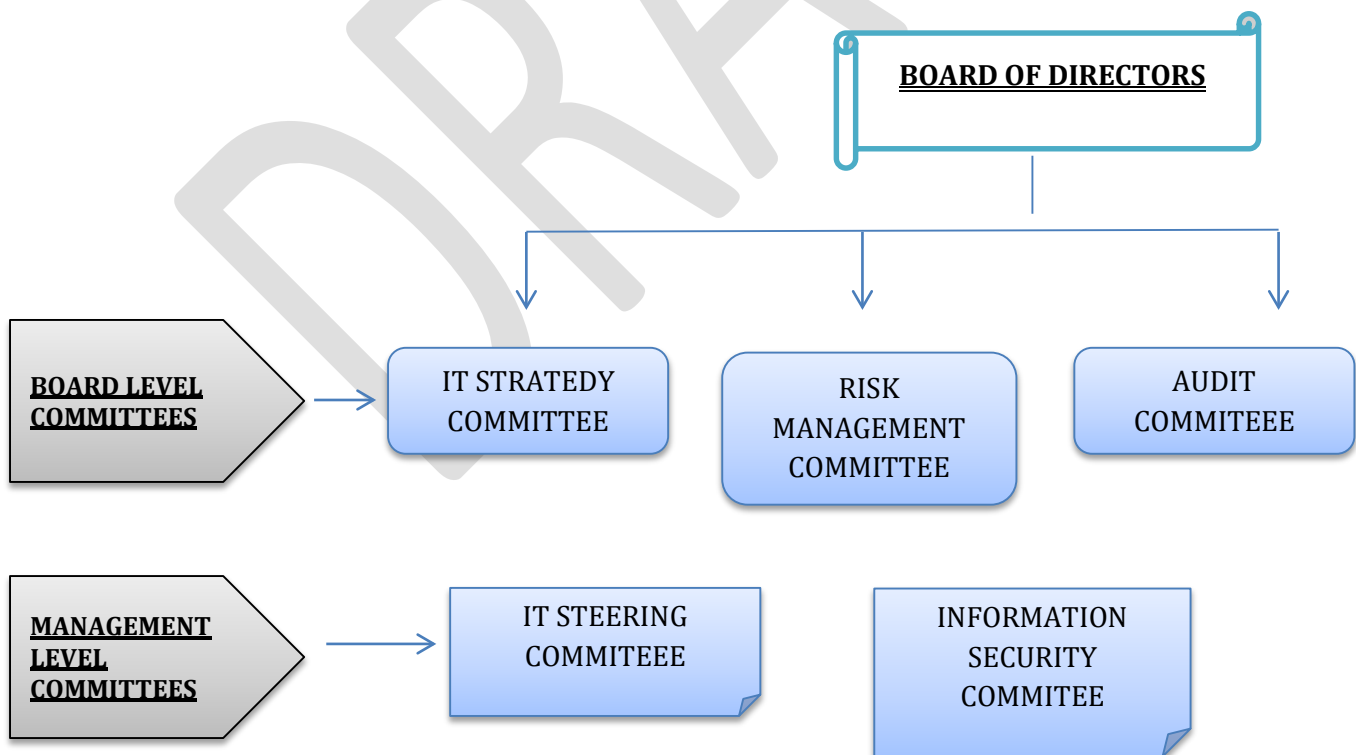 BOARD OF DIRECTORS
BOARD LEVEL
COMMITTEES
IT STRATEDY
COMMITTEE
RISK
MANAGEMENT
COMMITTEE
AUDIT
COMMITEEE
MANAGEMENT
LEVEL
COMMITTEES
IT STEERING
COMMITEEE
INFORMATION
SECURITY
COMMITEE
DRA